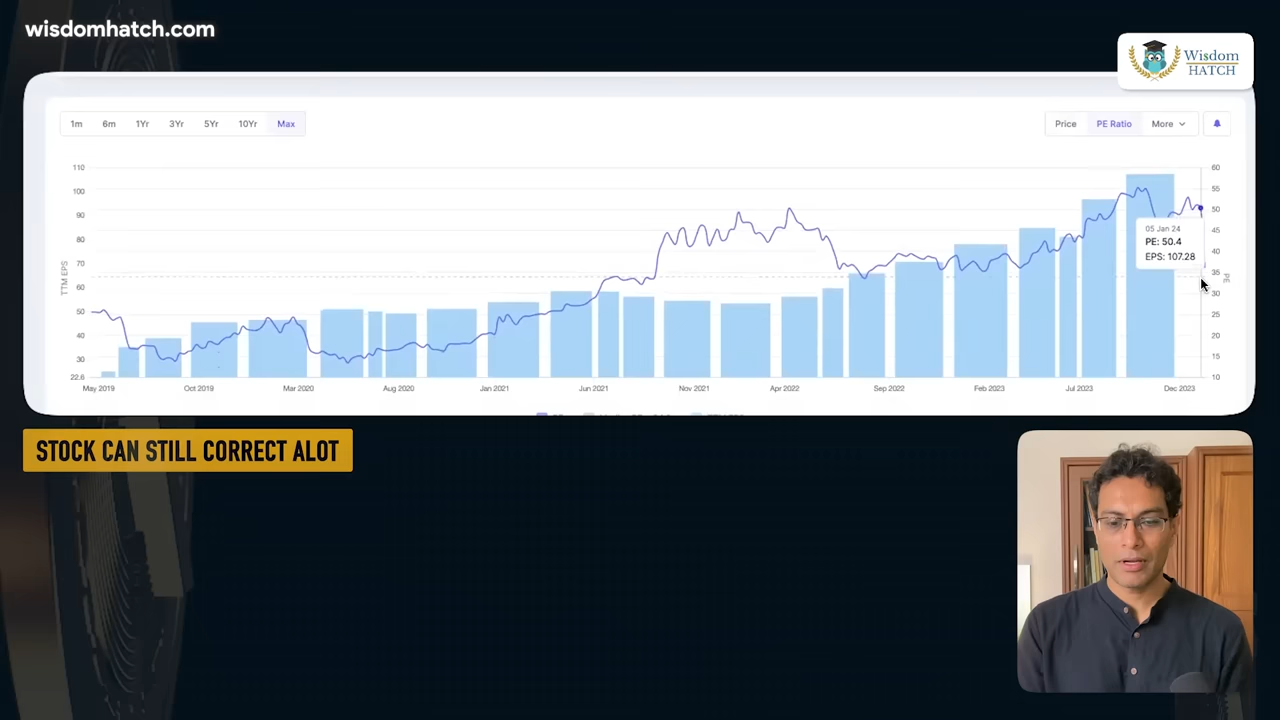 wisdomhatch.com
Wisdom
HATCH
1m 6m 1Yr 3Yr 5Yr 10Yr Max
Price PE Ratio More
110
100
90
80
70
60
50
40
30
22.6
TTM EPS
60
55
50
45
40
35
30
25
20
15
10
PE
05 Jan 24
PE: 50.4
EPS: 107.28
May 2019 Oct 2019 Mar 2020 Aug 2020 Jan 2021 Jun 2021 Nov 2021 Apr 2022 Sep 2022 Feb 2023 Jul 2023 Dec 2023
STOCK CAN STILL CORRECT ALOT